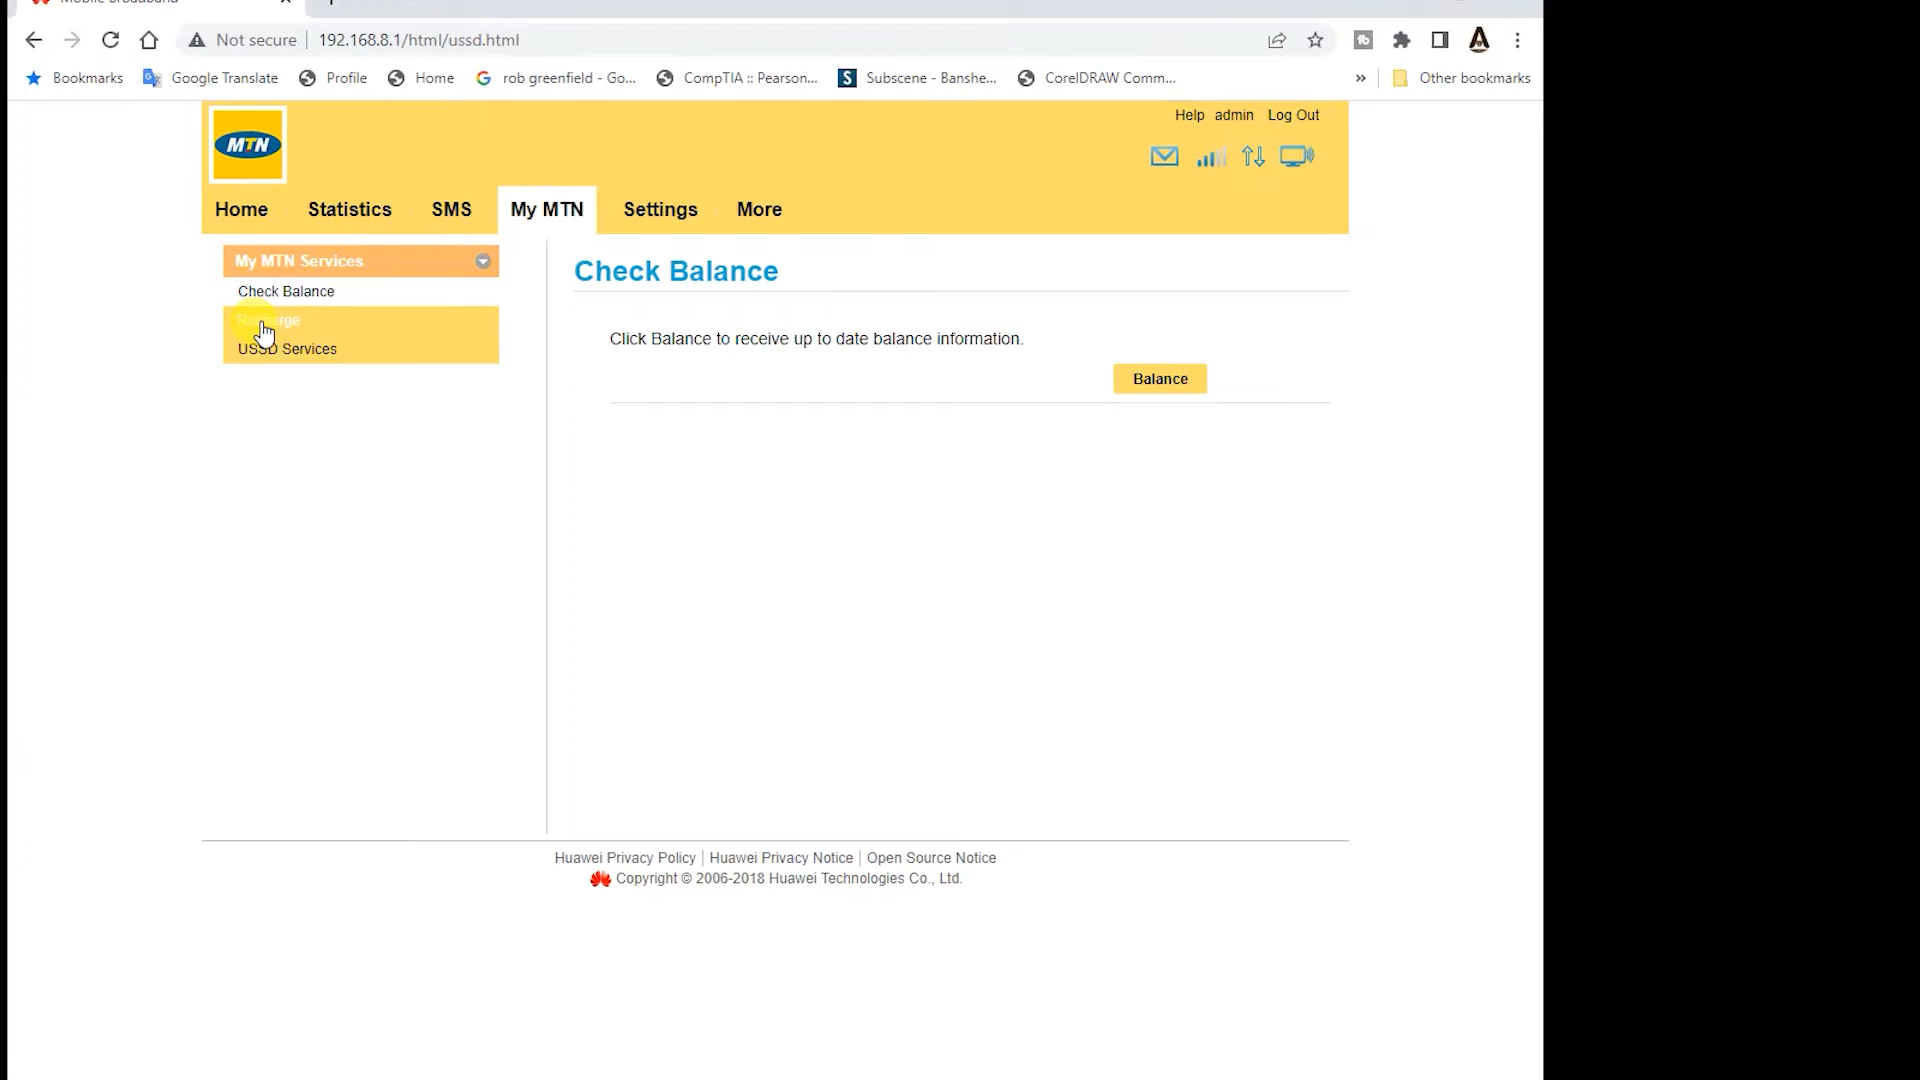 Not secure 192.168.8.1/html/ussd.html
Bookmarks Google Translate Profile Home rob greenfield - Go... CompTIA :: Pearson... Subscene - Banshe... CorelDRAW Comm... » Other bookmarks
Help admin Log Out
MTN
Home Statistics SMS My MTN Settings More
My MTN Services
Check Balance
Recharge
USSD Services
Check Balance
Click Balance to receive up to date balance information.
Balance
Huawei Privacy Policy | Huawei Privacy Notice | Open Source Notice
Copyright © 2006-2018 Huawei Technologies Co., Ltd.